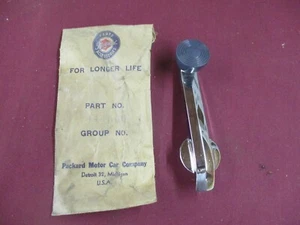 FOR LONGER LIFE
PART NO.
GROUP NO.
Packard Motor Car Company
Detroit 32, Michigan
U.S.A.